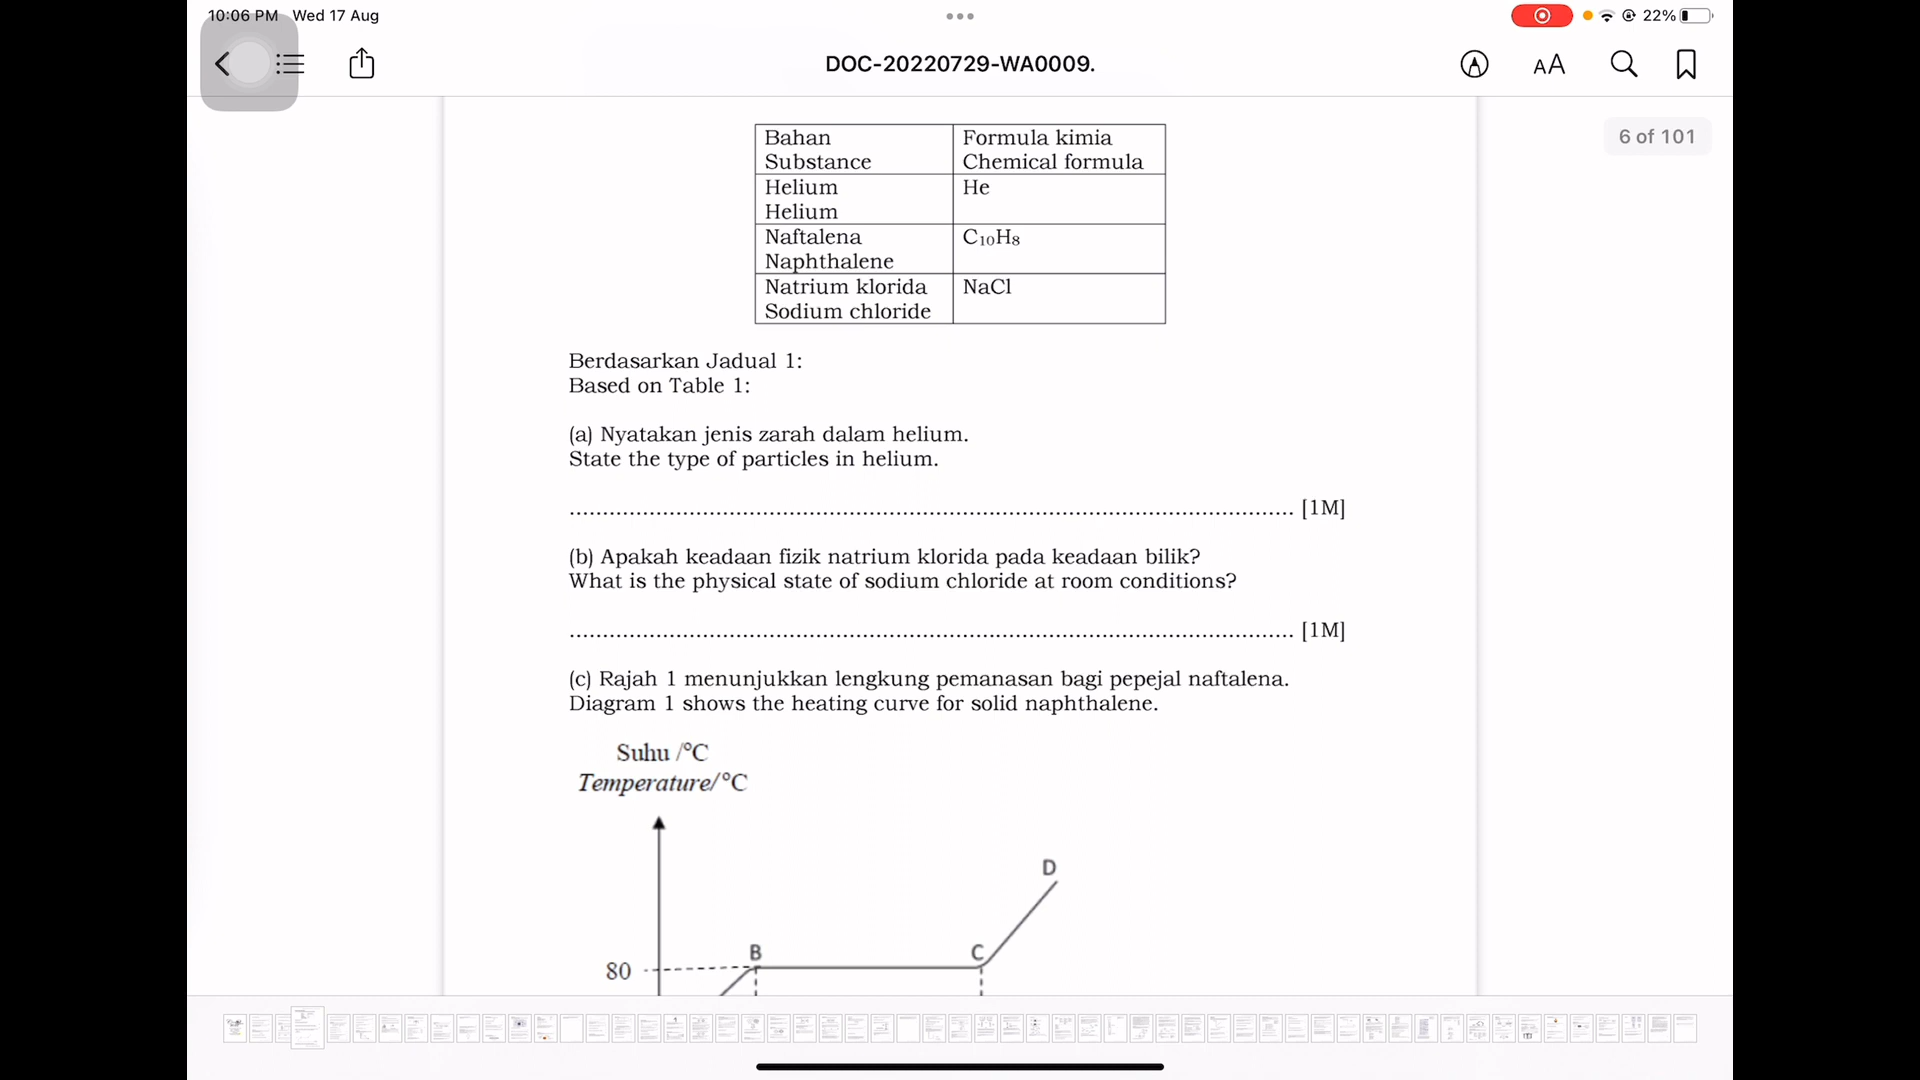 10:06 PM Wed 17 Aug
22%
DOC-20220729-WA0009.
AA
6 of 101
Bahan Formula kimia
Substance Chemical formula
Helium He
Helium
Naftalena C₁₀H₈
Naphthalene
Natrium klorida NaCl
Sodium chloride
Berdasarkan Jadual 1:
Based on Table 1:
(a) Nyatakan jenis zarah dalam helium.
State the type of particles in helium.
............................................................................................................. [1M]
(b) Apakah keadaan fizik natrium klorida pada keadaan bilik?
What is the physical state of sodium chloride at room conditions?
............................................................................................................. [1M]
(c) Rajah 1 menunjukkan lengkung pemanasan bagi pepejal naftalena.
Diagram 1 shows the heating curve for solid naphthalene.
Suhu /°C
Temperature/°C
D
B C
80